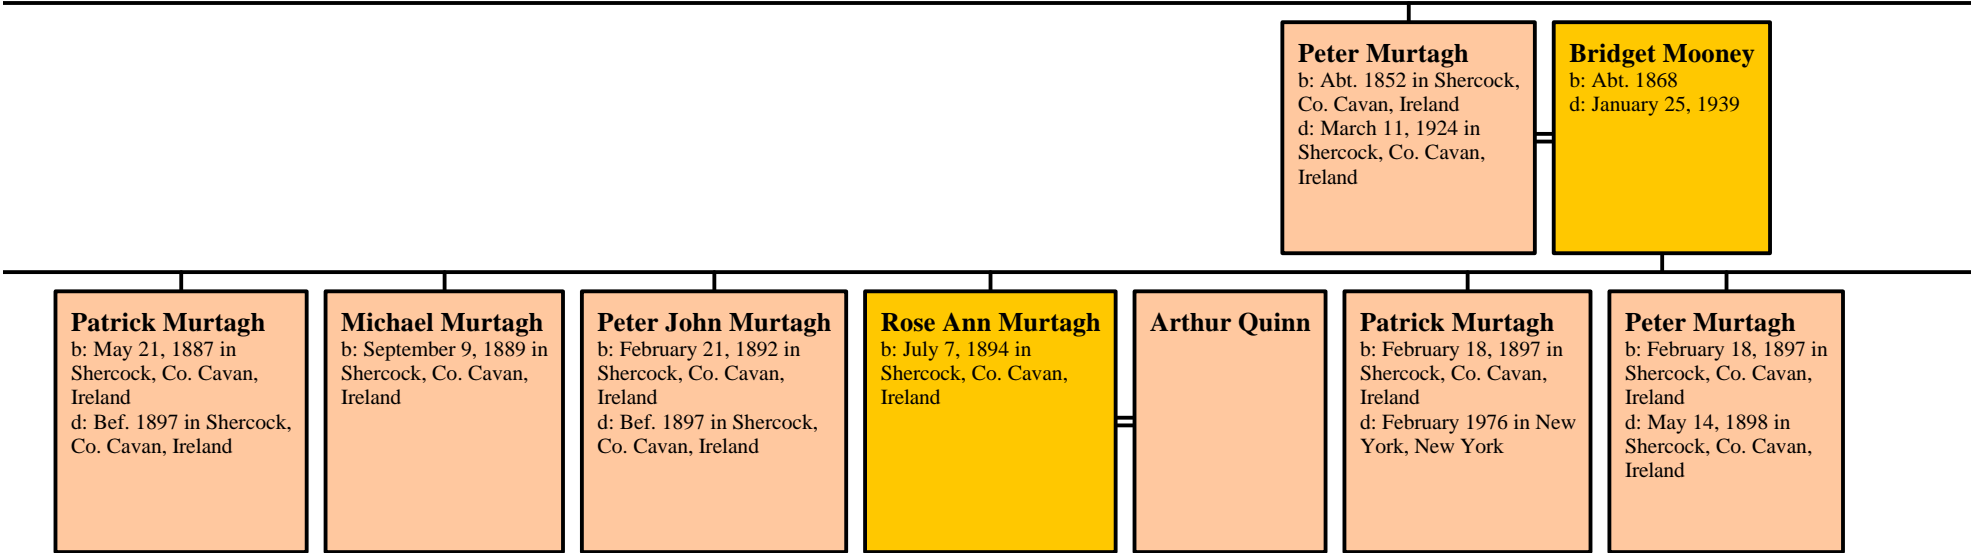 Peter Murtagh
b: Abt. 1852 in Shercock,
Co. Cavan, Ireland
d: March 11, 1924 in
Shercock, Co. Cavan,
Ireland
Bridget Mooney
b: Abt. 1868
d: January 25, 1939
Patrick Murtagh
b: May 21, 1887 in
Shercock, Co. Cavan,
Ireland
d: Bef. 1897 in Shercock,
Co. Cavan, Ireland
Michael Murtagh
b: September 9, 1889 in
Shercock, Co. Cavan,
Ireland
Peter John Murtagh
b: February 21, 1892 in
Shercock, Co. Cavan,
Ireland
d: Bef. 1897 in Shercock,
Co. Cavan, Ireland
Rose Ann Murtagh
b: July 7, 1894 in
Shercock, Co. Cavan,
Ireland
Arthur Quinn
Patrick Murtagh
b: February 18, 1897 in
Shercock, Co. Cavan,
Ireland
d: February 1976 in New
York, New York
Peter Murtagh
b: February 18, 1897 in
Shercock, Co. Cavan,
Ireland
d: May 14, 1898 in
Shercock, Co. Cavan,
Ireland